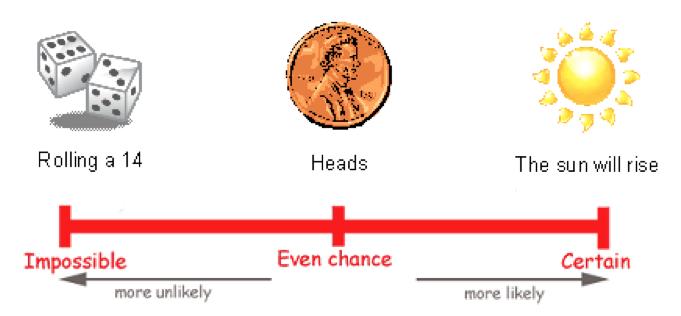 Rolling a 14
Heads
The sun will rise
Impossible
Even chance
Certain
more unlikely
more likely